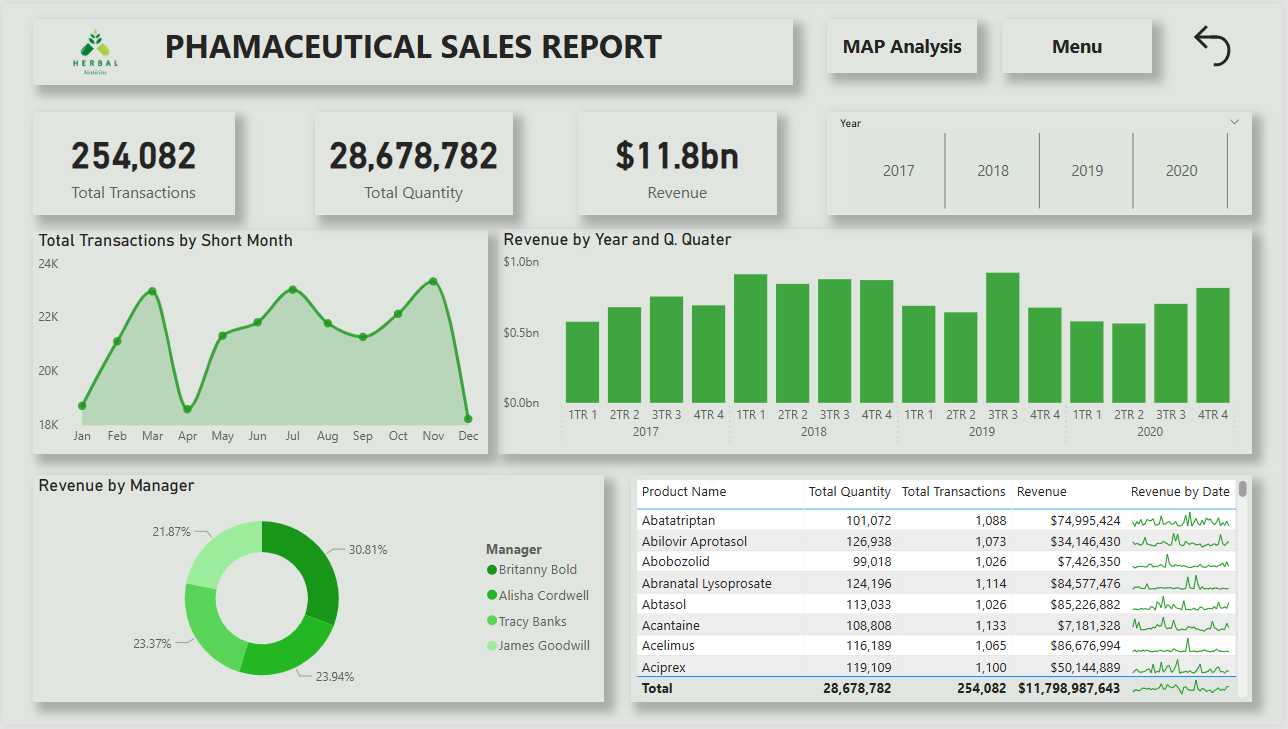 HERBAL
Medicine
PHAMACEUTICAL SALES REPORT
MAP Analysis
Menu
254,082
Total Transactions
28,678,782
Total Quantity
$11.8bn
Revenue
Year
2017 2018 2019 2020
Total Transactions by Short Month
24K
22K
20K
18K
Jan Feb Mar Apr May Jun Jul Aug Sep Oct Nov Dec
Revenue by Year and Q. Quater
$1.0bn
$0.5bn
$0.0bn
1TR 1 2TR 2 3TR 3 4TR 4 1TR 1 2TR 2 3TR 3 4TR 4 1TR 1 2TR 2 3TR 3 4TR 4 1TR 1 2TR 2 3TR 3 4TR 4
2017 2018 2019 2020
Revenue by Manager
21.87%
30.81%
23.37%
23.94%
Manager
Britanny Bold
Alisha Cordwell
Tracy Banks
James Goodwill
Product Name Total Quantity Total Transactions Revenue Revenue by Date
Abatatriptan 101,072 1,088 $74,995,424
Abilovir Aprotasol 126,938 1,073 $34,146,430
Abobozolid 99,018 1,026 $7,426,350
Abranatal Lysoprosate 124,196 1,114 $84,577,476
Abtasol 113,033 1,026 $85,226,882
Acantaine 108,808 1,133 $7,181,328
Acelimus 116,189 1,065 $86,676,994
Aciprex 119,109 1,100 $50,144,889
Total 28,678,782 254,082 $11,798,987,643